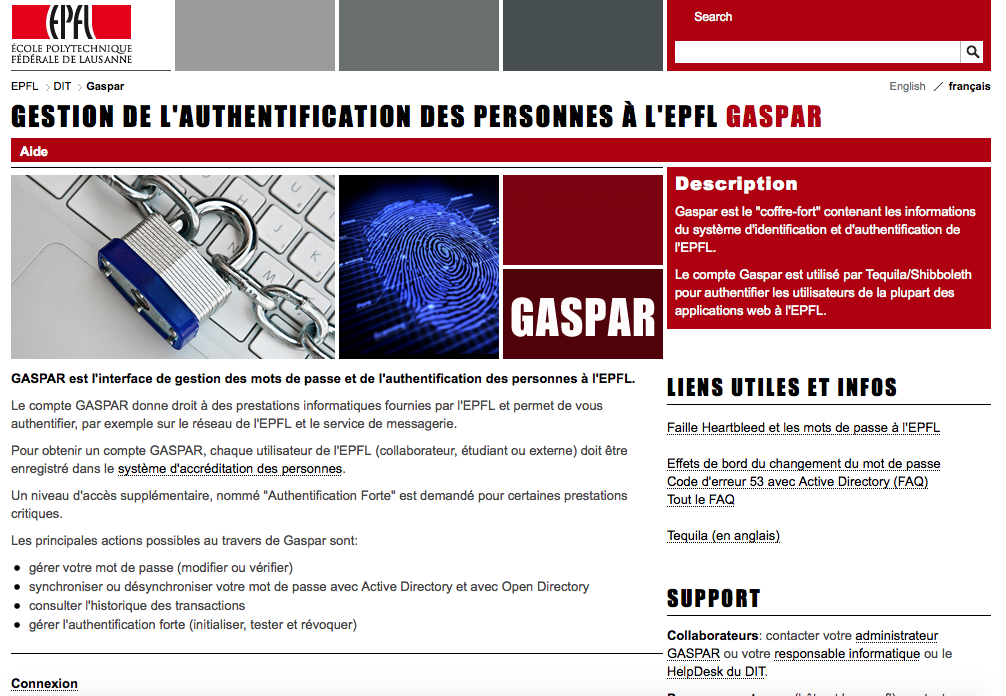 EPFL
ÉCOLE POLYTECHNIQUE
FÉDÉRALE DE LAUSANNE
Search
EPFL > DIT > Gaspar
English / français
GESTION DE L'AUTHENTIFICATION DES PERSONNES À L'EPFL GASPAR
Aide
GASPAR
Description
Gaspar est le "coffre-fort" contenant les informations
du système d'identification et d'authentification de
l'EPFL.
Le compte Gaspar est utilisé par Tequila/Shibboleth
pour authentifier les utilisateurs de la plupart des
applications web à l'EPFL.
GASPAR est l'interface de gestion des mots de passe et de l'authentification des personnes à l'EPFL.
Le compte GASPAR donne droit à des prestations informatiques fournies par l'EPFL et permet de vous
authentifier, par exemple sur le réseau de l'EPFL et le service de messagerie.
Pour obtenir un compte GASPAR, chaque utilisateur de l'EPFL (collaborateur, étudiant ou externe) doit être
enregistré dans le système d'accréditation des personnes.
Un niveau d'accès supplémentaire, nommé "Authentification Forte" est demandé pour certaines prestations
critiques.
Les principales actions possibles au travers de Gaspar sont:
• gérer votre mot de passe (modifier ou vérifier)
• synchroniser ou désynchroniser votre mot de passe avec Active Directory et avec Open Directory
• consulter l'historique des transactions
• gérer l'authentification forte (initialiser, tester et révoquer)
Connexion
LIENS UTILES ET INFOS
Faille Heartbleed et les mots de passe à l'EPFL
Effets de bord du changement du mot de passe
Code d'erreur 53 avec Active Directory (FAQ)
Tout le FAQ
Tequila (en anglais)
SUPPORT
Collaborateurs: contacter votre administrateur
GASPAR ou votre responsable informatique ou le
HelpDesk du DIT.